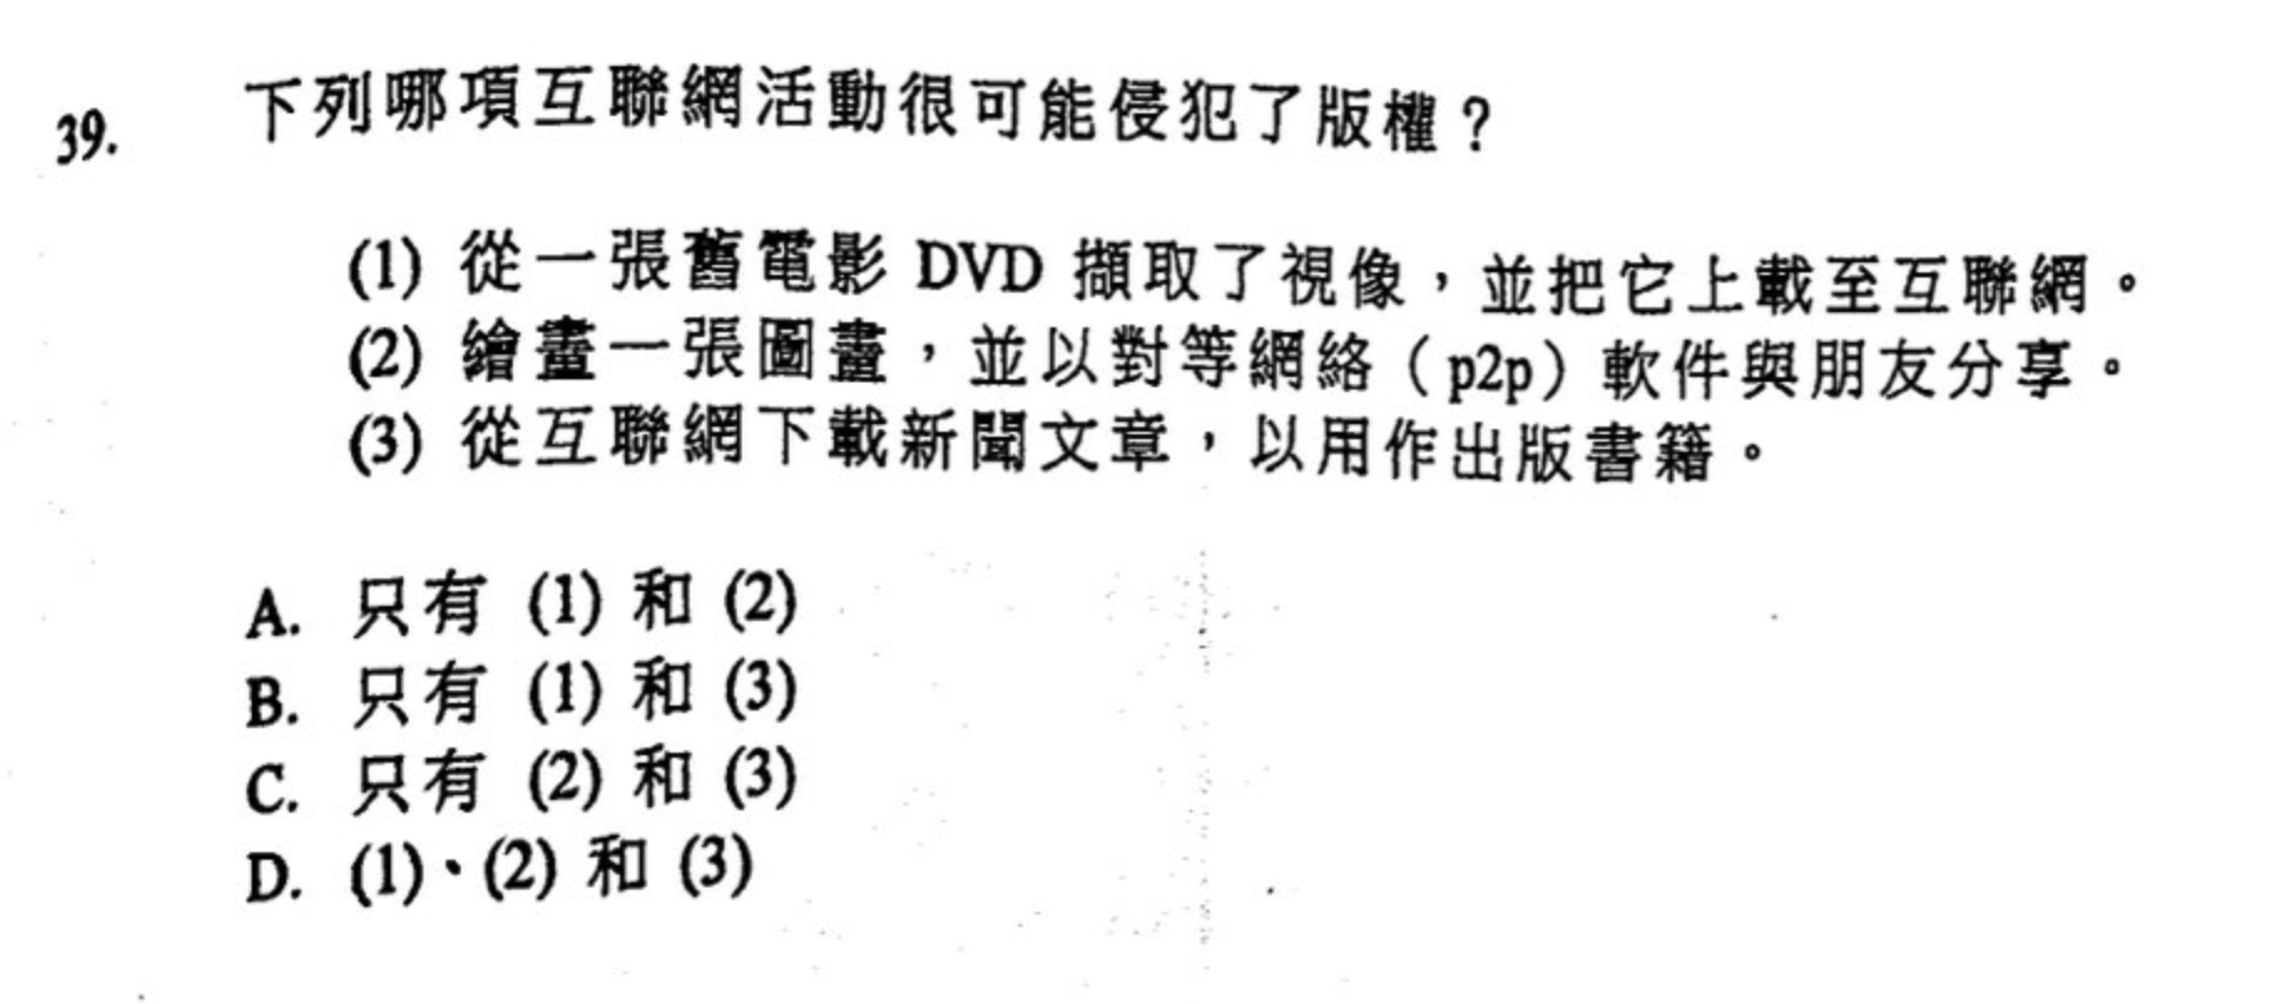 39. 下列哪項互聯網活動很可能侵犯了版權？
(1) 從一張舊電影 DVD 擷取了視像，並把它上載至互聯網。
(2) 繪畫一張圖畫，並以對等網絡（p2p）軟件與朋友分享。
(3) 從互聯網下載新聞文章，以用作出版書籍。
A. 只有 (1) 和 (2)
B. 只有 (1) 和 (3)
C. 只有 (2) 和 (3)
D. (1)、(2) 和 (3)